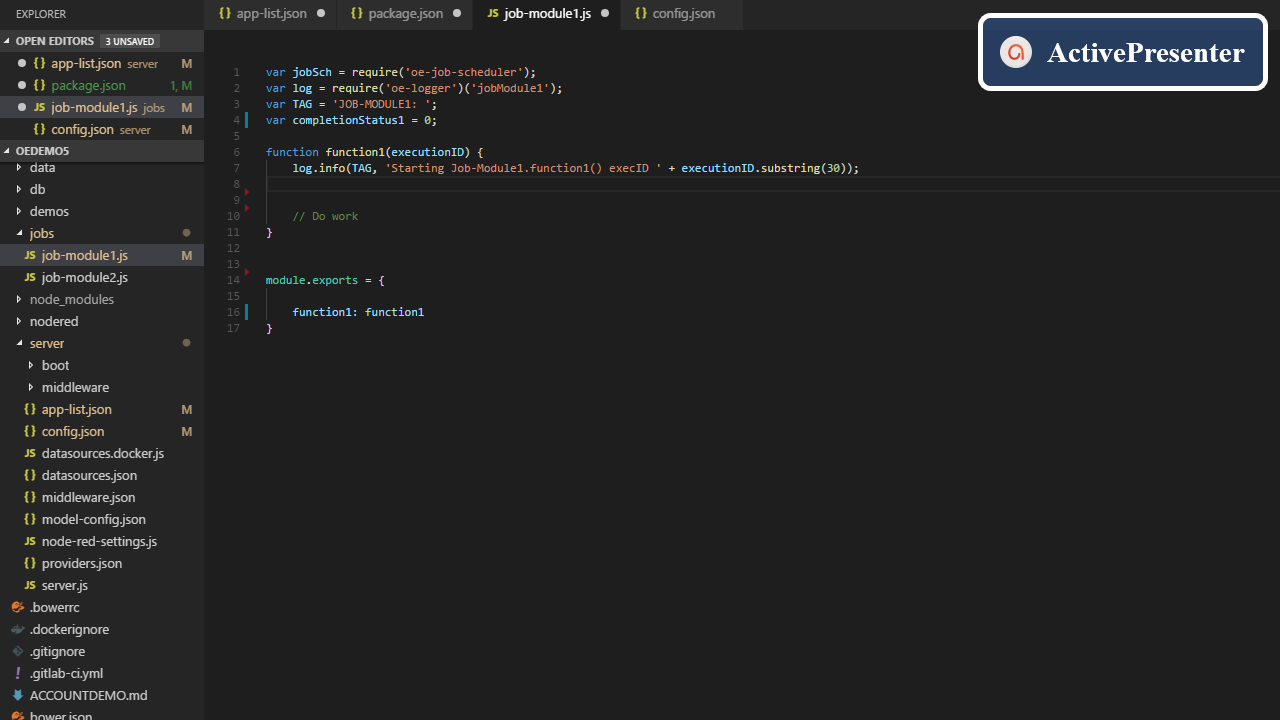 EXPLORER
OPEN EDITORS 3 UNSAVED
{} app-list.json server M
{} package.json 1, M
JS job-module1.js jobs M
{} config.json server M
OEDEMO5
data
db
demos
jobs
JS job-module1.js M
JS job-module2.js
node_modules
nodered
server
boot
middleware
{} app-list.json M
{} config.json M
JS datasources.docker.js
{} datasources.json
{} middleware.json
{} model-config.json
JS node-red-settings.js
{} providers.json
JS server.js
.bowerrc
.dockerignore
.gitignore
! .gitlab-ci.yml
ACCOUNTDEMO.md
bower.json
{} app-list.json {} package.json JS job-module1.js {} config.json
ActivePresenter
1 var jobSch = require('oe-job-scheduler');
2 var log = require('oe-logger')('jobModule1');
3 var TAG = 'JOB-MODULE1: ';
4 var completionStatus1 = 0;
5
6 function function1(executionID) {
7 log.info(TAG, 'Starting Job-Module1.function1() execID ' + executionID.substring(30));
8
9
10 // Do work
11 }
12
13
14 module.exports = {
15
16 function1: function1
17 }